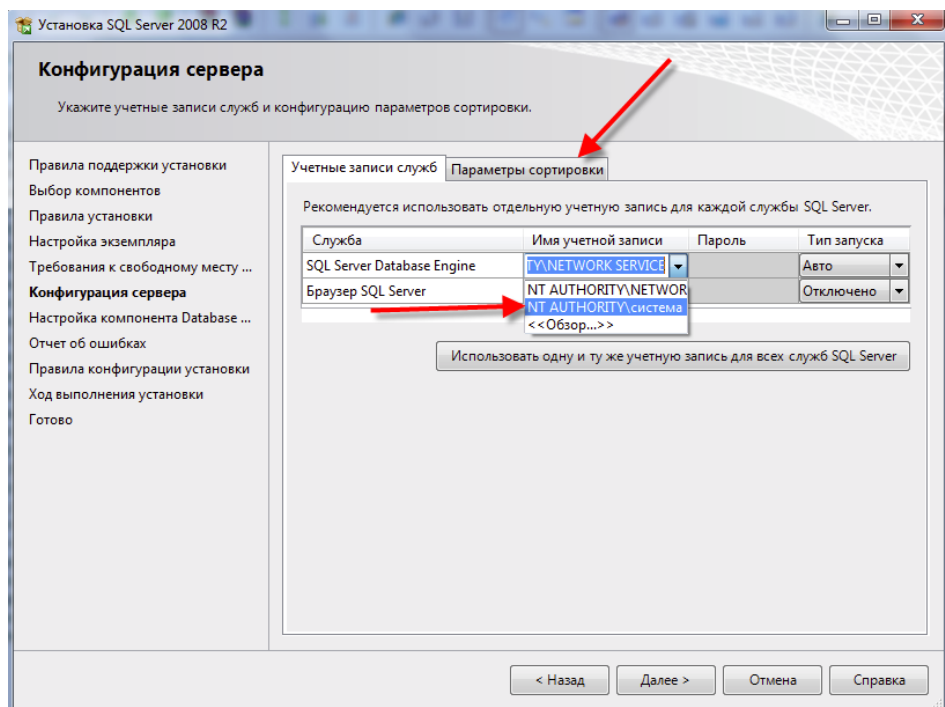 Установка SQL Server 2008 R2
Конфигурация сервера
Укажите учетные записи служб и конфигурацию параметров сортировки.
Правила поддержки установки
Выбор компонентов
Правила установки
Настройка экземпляра
Требования к свободному месту ...
Конфигурация сервера
Настройка компонента Database ...
Отчет об ошибках
Правила конфигурации установки
Ход выполнения установки
Готово
Учетные записи служб Параметры сортировки
Рекомендуется использовать отдельную учетную запись для каждой службы SQL Server.
Служба Имя учетной записи Пароль Тип запуска
SQL Server Database Engine TY\NETWORK SERVICE Авто
Браузер SQL Server NT AUTHORITY\NETWOR Отключено
NT AUTHORITY\система
<<Обзор...>>
Использовать одну и ту же учетную запись для всех служб SQL Server
< Назад Далее > Отмена Справка